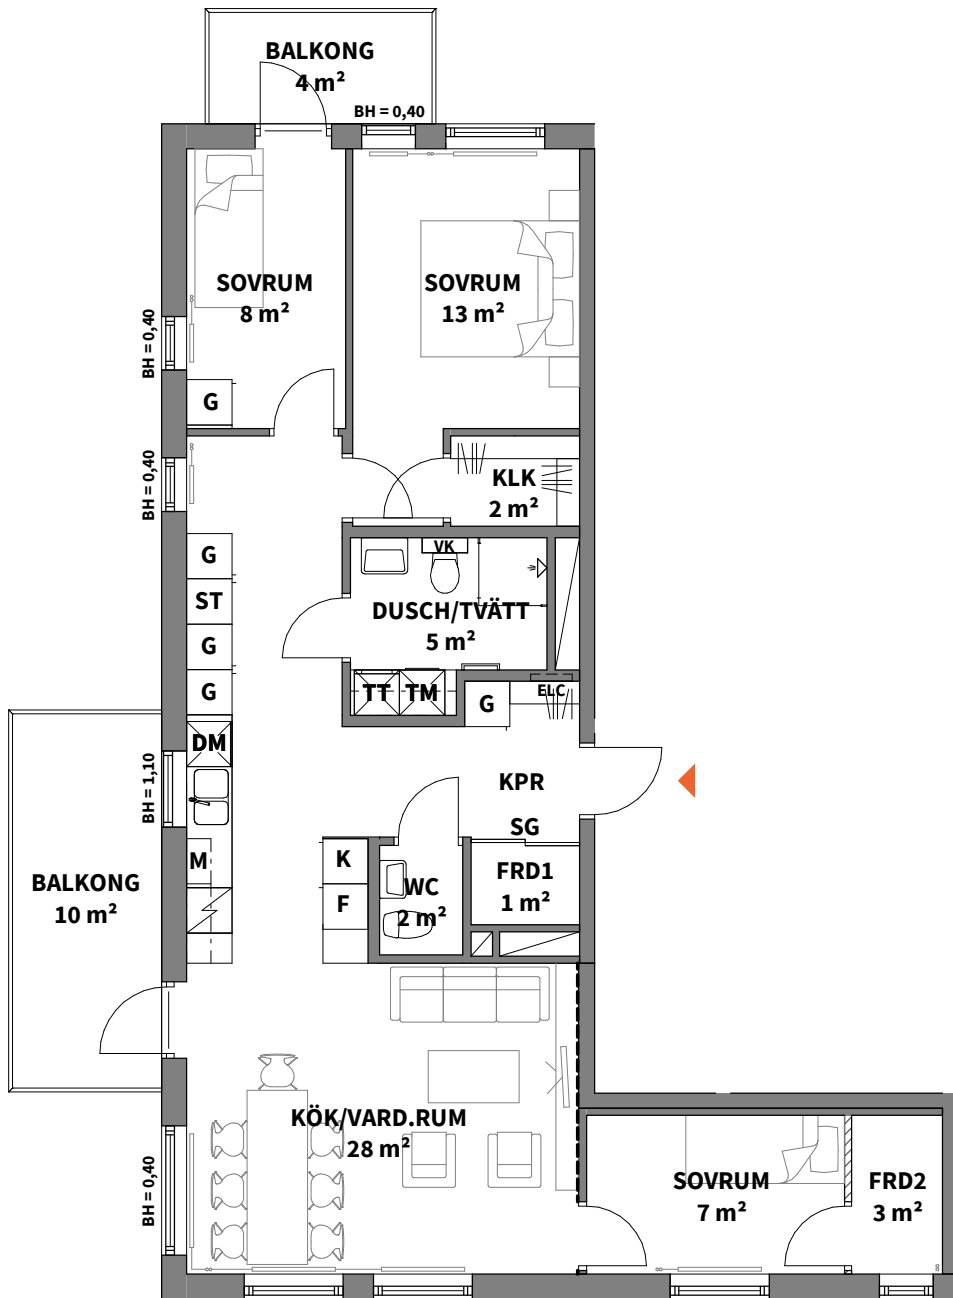 BALKONG
4 m²
BH = 0,40
SOVRUM
8 m²
SOVRUM
13 m²
BH = 0,40
G
BH = 0,40
KLK
2 m²
G
ST
G
G
VK
DUSCH/TVÄTT
5 m²
TT
TM
G
ELC
DM
BH = 1,10
KPR
SG
M
K
F
WC
2 m²
FRD1
1 m²
BALKONG
10 m²
KÖK/VARD.RUM
28 m²
BH = 0,40
SOVRUM
7 m²
FRD2
3 m²